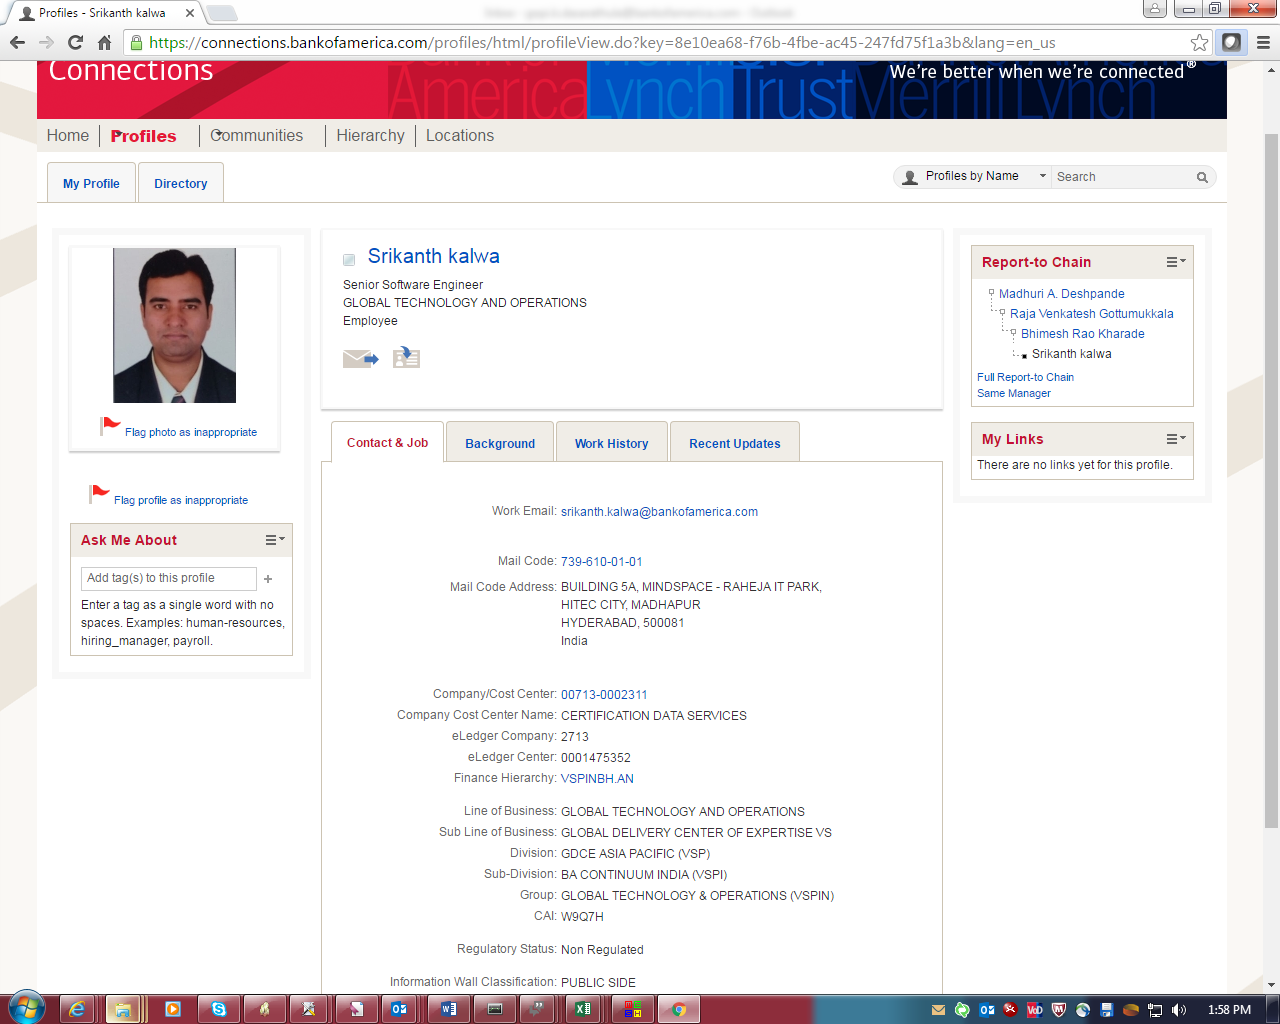 Profiles - Srikanth kalwa
https://connections.bankofamerica.com/profiles/html/profileView.do?key=8e10ea68-f76b-4fbe-ac45-247fd75f1a3b&lang=en_us
Connections
We're better when we're connected®
America Lynch Trust Merrill Lynch
Home
Profiles
Communities
Hierarchy
Locations
My Profile
Directory
Profiles by Name
Search
Flag photo as inappropriate
Flag profile as inappropriate
Ask Me About
Add tag(s) to this profile
Enter a tag as a single word with no
spaces. Examples: human-resources,
hiring_manager, payroll.
Srikanth kalwa
Senior Software Engineer
GLOBAL TECHNOLOGY AND OPERATIONS
Employee
Contact & Job
Background
Work History
Recent Updates
Work Email: srikanth.kalwa@bankofamerica.com
Mail Code: 739-610-01-01
Mail Code Address: BUILDING 5A, MINDSPACE - RAHEJA IT PARK,
HITEC CITY, MADHAPUR
HYDERABAD, 500081
India
Company/Cost Center: 00713-0002311
Company Cost Center Name: CERTIFICATION DATA SERVICES
eLedger Company: 2713
eLedger Center: 0001475352
Finance Hierarchy: VSPINBH.AN
Line of Business: GLOBAL TECHNOLOGY AND OPERATIONS
Sub Line of Business: GLOBAL DELIVERY CENTER OF EXPERTISE VS
Division: GDCE ASIA PACIFIC (VSP)
Sub-Division: BA CONTINUUM INDIA (VSPI)
Group: GLOBAL TECHNOLOGY & OPERATIONS (VSPIN)
CAI: W9Q7H
Regulatory Status: Non Regulated
Information Wall Classification: PUBLIC SIDE
Report-to Chain
Madhuri A. Deshpande
Raja Venkatesh Gottumukkala
Bhimesh Rao Kharade
Srikanth kalwa
Full Report-to Chain
Same Manager
My Links
There are no links yet for this profile.
1:58 PM